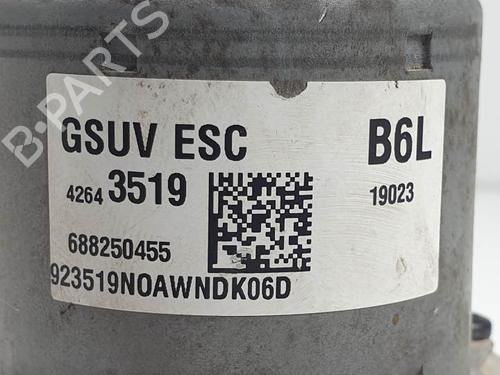 B-PARTS
GSUV ESC B6L
4264 3519 19023
688250455
923519NOAWNDK06D